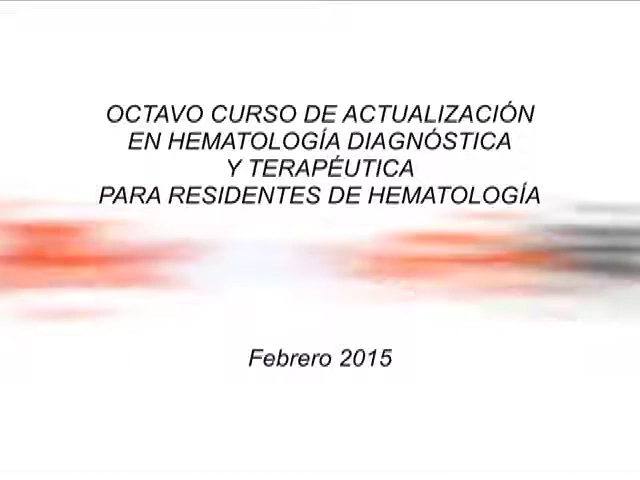 OCTAVO CURSO DE ACTUALIZACIÓN
EN HEMATOLOGÍA DIAGNÓSTICA
Y TERAPÉUTICA
PARA RESIDENTES DE HEMATOLOGÍA
Febrero 2015